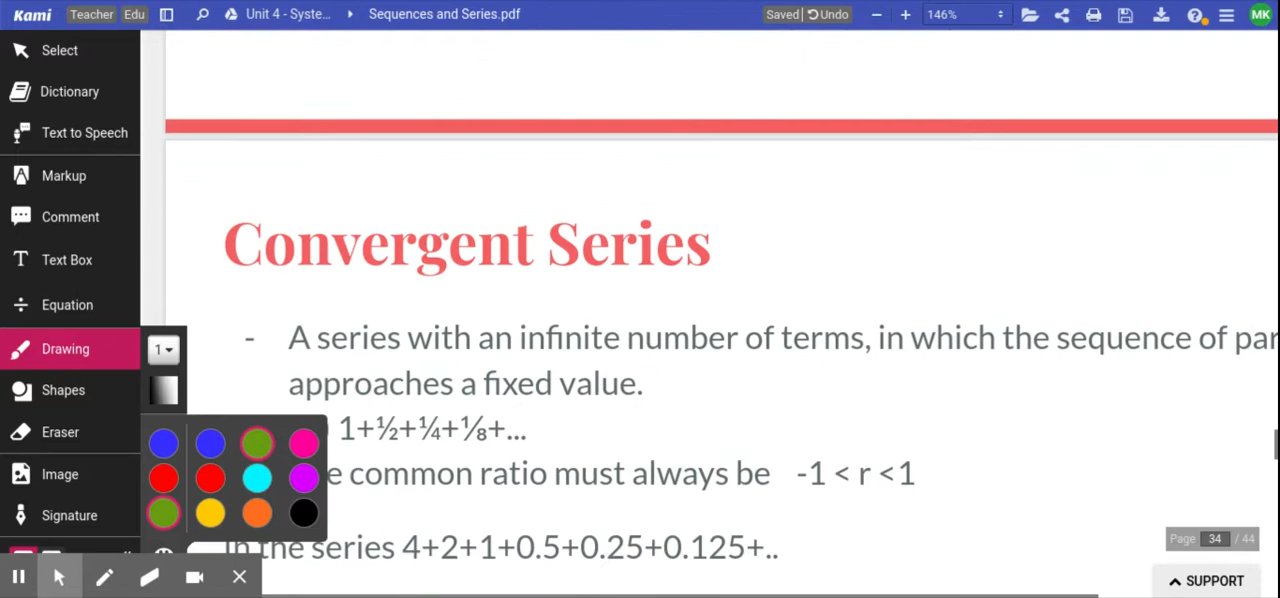 Kami Teacher Edu Unit 4 - Syste... Sequences and Series.pdf Saved Undo 146% MK
Select
Dictionary
Text to Speech
Markup
Comment
Text Box
Equation
Drawing
1
Shapes
Eraser
Image
Signature
Convergent Series
- A series with an infinite number of terms, in which the sequence of par
approaches a fixed value.
1+½+¼+⅛+...
e common ratio must always be -1 < r <1
In the series 4+2+1+0.5+0.25+0.125+..
Page 34 / 44
SUPPORT